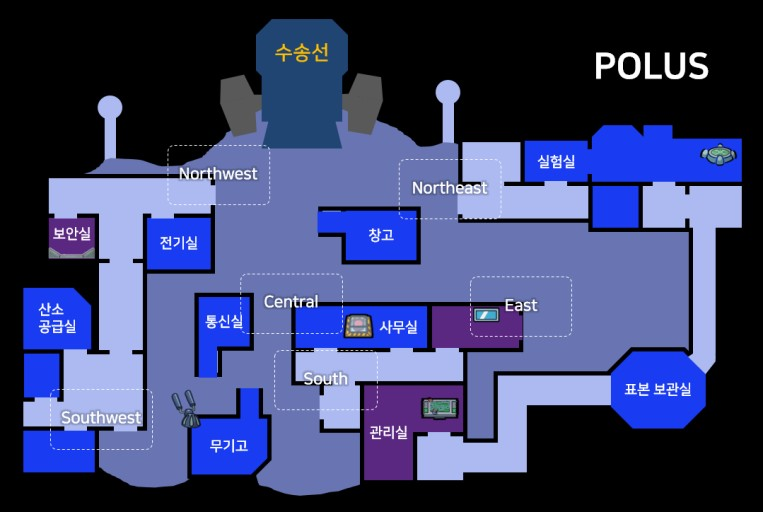 수송선
POLUS
실험실
Northwest
Northeast
보안실
전기실
창고
산소
공급실
통신실
Central
사무실
East
South
표본 보관실
Southwest
무기고
관리실